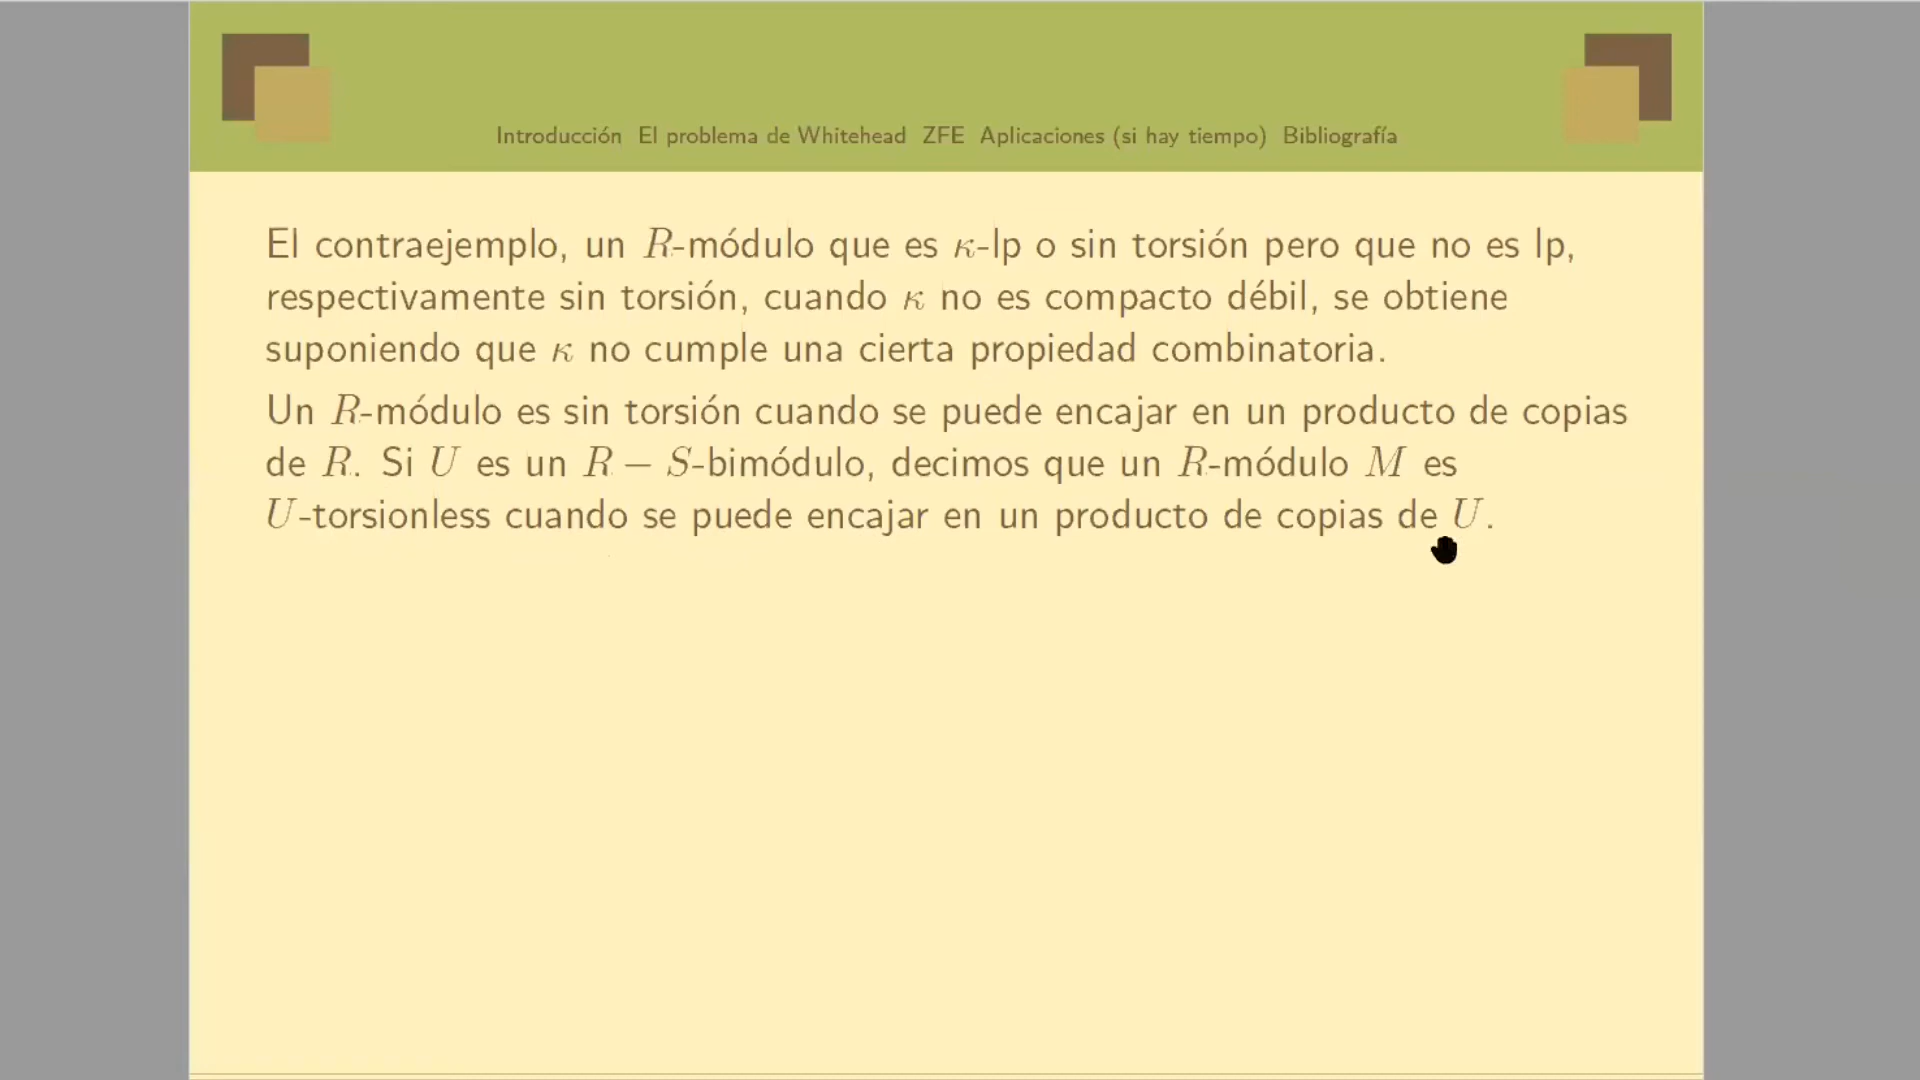 Introducción El problema de Whitehead ZFE Aplicaciones (si hay tiempo) Bibliografía
El contraejemplo, un R-módulo que es κ-lp o sin torsión pero que no es lp,
respectivamente sin torsión, cuando κ no es compacto débil, se obtiene
suponiendo que κ no cumple una cierta propiedad combinatoria.
Un R-módulo es sin torsión cuando se puede encajar en un producto de copias
de R. Si U es un R − S-bimódulo, decimos que un R-módulo M es
U-torsionless cuando se puede encajar en un producto de copias de U.